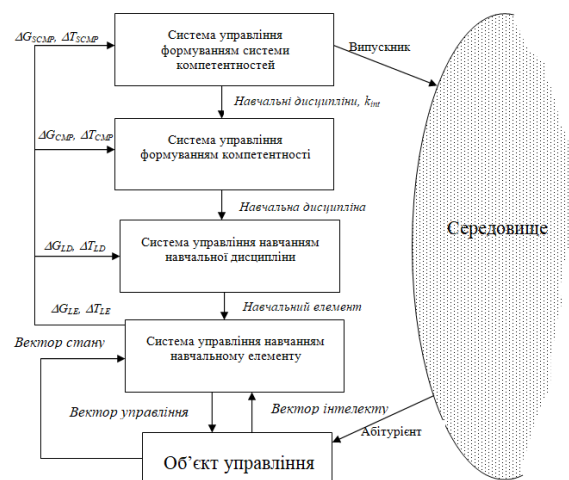 ΔG_SCMP, ΔT_SCMP
Система управління
формуванням системи
компетентностей
Випускник
Навчальні дисципліни, k_int
ΔG_CMP, ΔT_CMP
Система управління
формуванням компетентності
Навчальна дисципліна
Середовище
ΔG_LD, ΔT_LD
Система управління навчанням
навчальної дисципліни
Навчальний елемент
ΔG_LE, ΔT_LE
Вектор стану
Система управління навчанням
навчальному елементу
Вектор управління
Вектор інтелекту
Абітурієнт
Об’єкт управління